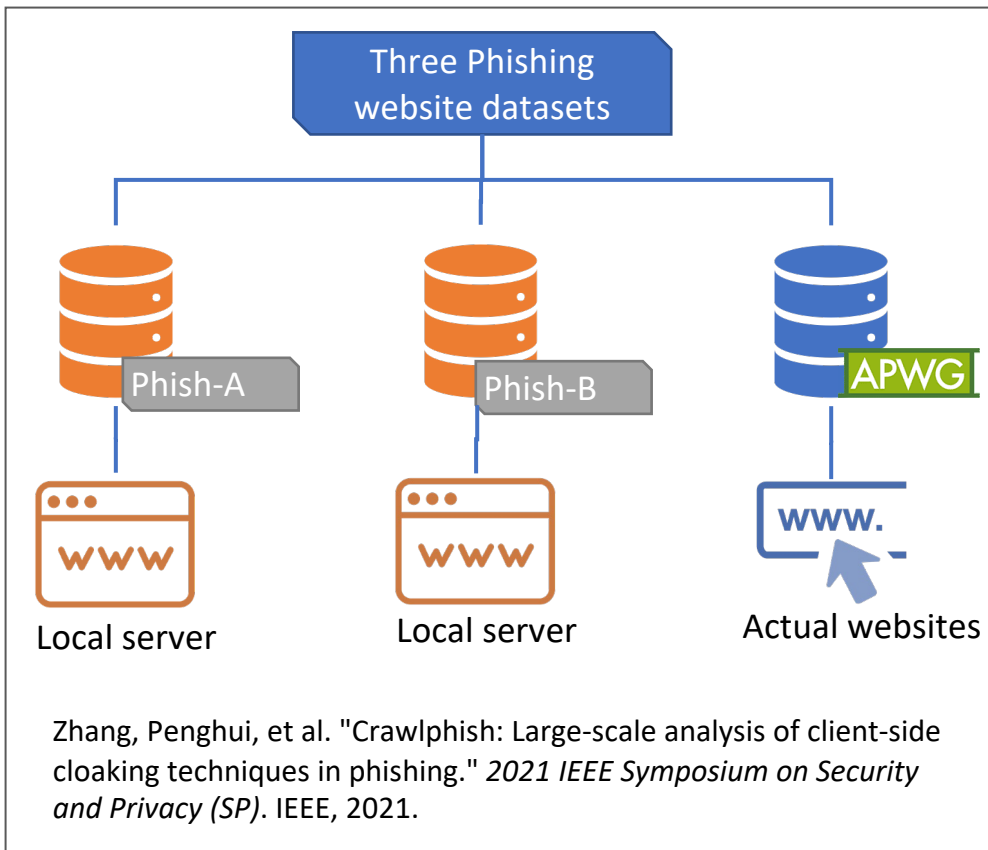 Three Phishing
website datasets
Phish-A
Phish-B
APWG
WWW
WWW
www.
Local server
Local server
Actual websites
Zhang, Penghui, et al. "Crawlphish: Large-scale analysis of client-side
cloaking techniques in phishing." 2021 IEEE Symposium on Security
and Privacy (SP). IEEE, 2021.